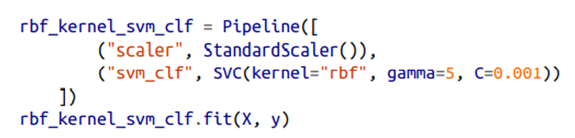 rbf_kernel_svm_clf = Pipeline([
        ("scaler", StandardScaler()),
        ("svm_clf", SVC(kernel="rbf", gamma=5, C=0.001))
    ])
rbf_kernel_svm_clf.fit(X, y)